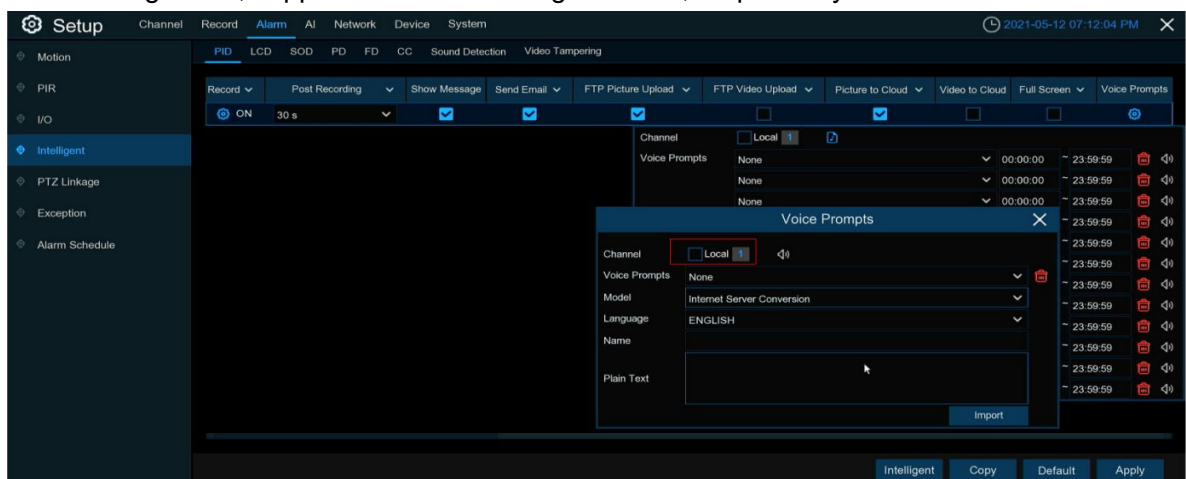 Setup Channel Record Alarm AI Network Device System 2021-05-12 07:12:04 PM
PID LCD SOD PD FD CC Sound Detection Video Tampering
Motion
PIR
I/O
Intelligent
PTZ Linkage
Exception
Alarm Schedule
Record Post Recording Show Message Send Email FTP Picture Upload FTP Video Upload Picture to Cloud Video to Cloud Full Screen Voice Prompts
ON 30 s
Channel Local 1
Voice Prompts None 00:00:00 ~ 23:59:59
None 00:00:00 ~ 23:59:59
None 00:00:00 ~ 23:59:59
~ 23:59:59
~ 23:59:59
~ 23:59:59
~ 23:59:59
~ 23:59:59
~ 23:59:59
~ 23:59:59
~ 23:59:59
~ 23:59:59
Voice Prompts
Channel Local 1
Voice Prompts None
Model Internet Server Conversion
Language ENGLISH
Name
Plain Text
Import
Intelligent Copy Default Apply